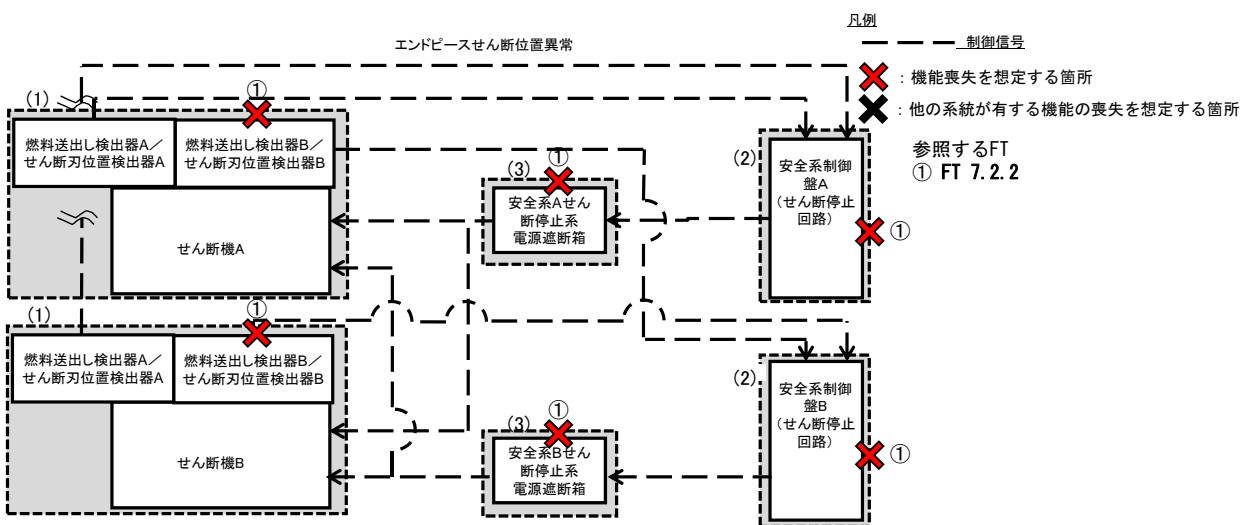 凡例
制御信号
：機能喪失を想定する箇所
：他の系統が有する機能の喪失を想定する箇所
参照するFT
① FT 7.2.2
エンドピースせん断位置異常
(1)
①
燃料送出し検出器A／
せん断刃位置検出器A
燃料送出し検出器B／
せん断刃位置検出器B
せん断機A
(3)
①
安全系Aせん
断停止系
電源遮断箱
(2)
安全系制御
盤A
（せん断停止
回路）
①
(1)
①
燃料送出し検出器A／
せん断刃位置検出器A
燃料送出し検出器B／
せん断刃位置検出器B
せん断機B
(3)
①
安全系Bせん
断停止系
電源遮断箱
(2)
安全系制御
盤B
（せん断停止
回路）
①